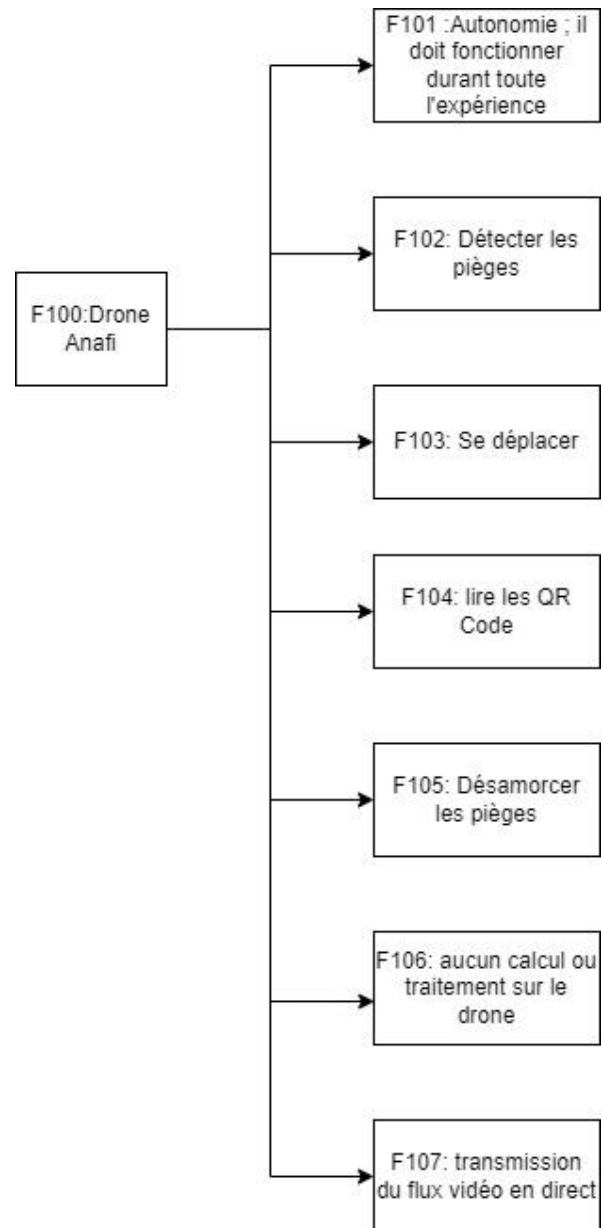 F101 :Autonomie ; il
doit fonctionner
durant toute
l'expérience
F102: Détecter les
pièges
F100:Drone
Anafi
F103: Se déplacer
F104: lire les QR
Code
F105: Désamorcer
les pièges
F106: aucun calcul ou
traitement sur le
drone
F107: transmission
du flux vidéo en direct